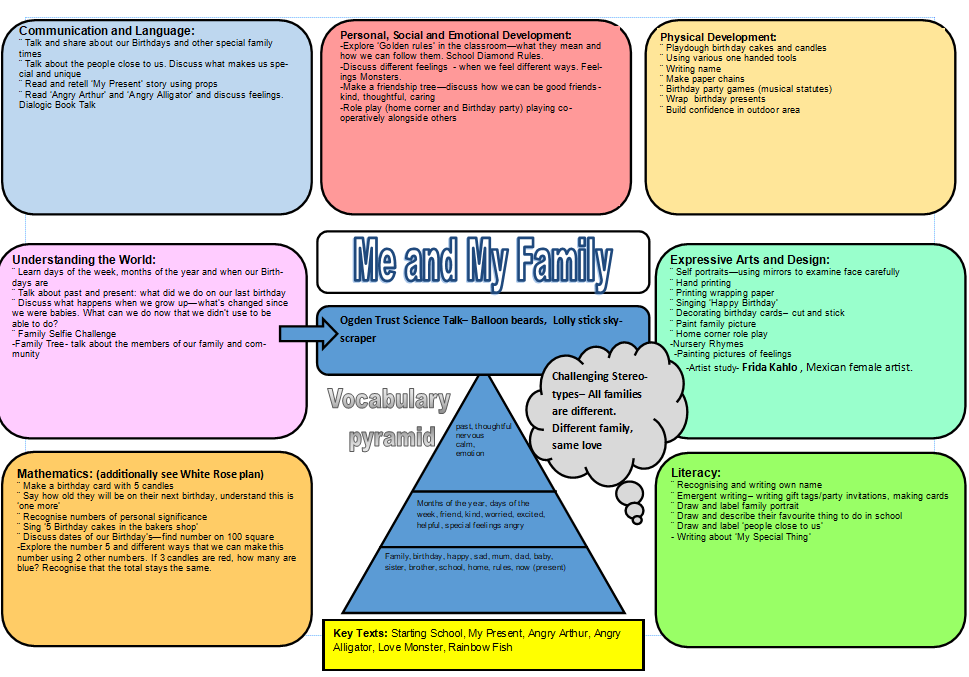 Communication and Language:
¨ Talk and share about our Birthdays and other special family
times
¨ Talk about the people close to us. Discuss what makes us spe-
cial and unique
¨ Read and retell ‘My Present’ story using props
¨ Read ‘Angry Arthur’ and ‘Angry Alligator’ and discuss feelings.
Dialogic Book Talk
Personal, Social and Emotional Development:
-Explore ‘Golden rules’ in the classroom—what they mean and
how we can follow them. School Diamond Rules.
-Discuss different feelings - when we feel different ways. Feel-
ings Monsters.
-Make a friendship tree—discuss how we can be good friends-
kind, thoughtful, caring
-Role play (home corner and Birthday party) playing co-
operatively alongside others
Physical Development:
¨ Playdough birthday cakes and candles
¨ Using various one handed tools
¨ Writing name
¨ Make paper chains
¨ Birthday party games (musical statutes)
¨ Wrap birthday presents
¨ Build confidence in outdoor area
Understanding the World:
¨ Learn days of the week, months of the year and when our Birth-
days are
¨ Talk about past and present: what did we do on our last birthday
¨ Discuss what happens when we grow up—what’s changed since
we were babies. What can we do now that we didn’t use to be
able to do?
¨ Family Selfie Challenge
-Family Tree- talk about the members of our family and com-
munity
Me and My Family
Ogden Trust Science Talk– Balloon beards, Lolly stick sky-
scraper
Expressive Arts and Design:
¨ Self portraits—using mirrors to examine face carefully
¨ Hand printing
¨ Printing wrapping paper
¨ Singing ‘Happy Birthday’
¨ Decorating birthday cards– cut and stick
¨ Paint family picture
¨ Home corner role play
-Nursery Rhymes
-Painting pictures of feelings
-Artist study- Frida Kahlo , Mexican female artist.
Challenging Stereo-
types– All families
are different.
Different family,
same love
Vocabulary
pyramid
past, thoughtful
nervous
calm,
emotion
Months of the year, days of the
week, friend, kind, worried, excited,
helpful, special feelings angry
Family, birthday, happy, sad, mum, dad, baby,
sister, brother, school, home, rules, now (present)
Mathematics: (additionally see White Rose plan)
¨ Make a birthday card with 5 candles
¨ Say how old they will be on their next birthday, understand this is
‘one more’
¨ Recognise numbers of personal significance
¨ Sing ‘5 Birthday cakes in the bakers shop’
¨ Discuss dates of our Birthday’s—find number on 100 square
-Explore the number 5 and different ways that we can make this
number using 2 other numbers. If 3 candles are red, how many are
blue? Recognise that the total stays the same.
Literacy:
¨ Recognising and writing own name
¨ Emergent writing– writing gift tags/party invitations, making cards
¨ Draw and label family portrait
¨ Draw and describe their favourite thing to do in school
¨ Draw and label ‘people close to us’
- Writing about ‘My Special Thing’
Key Texts: Starting School, My Present, Angry Arthur, Angry
Alligator, Love Monster, Rainbow Fish